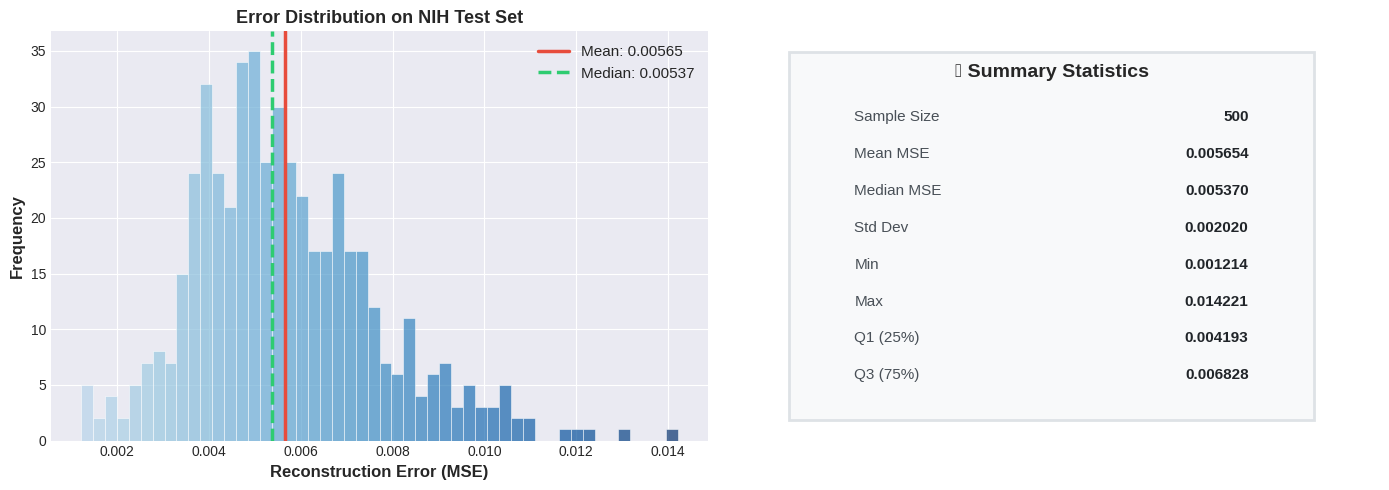 Error Distribution on NIH Test Set
Mean: 0.00565
Median: 0.00537
Frequency
35
30
25
20
15
10
5
0
0.002 0.004 0.006 0.008 0.010 0.012 0.014
Reconstruction Error (MSE)
Summary Statistics
Sample Size 500
Mean MSE 0.005654
Median MSE 0.005370
Std Dev 0.002020
Min 0.001214
Max 0.014221
Q1 (25%) 0.004193
Q3 (75%) 0.006828